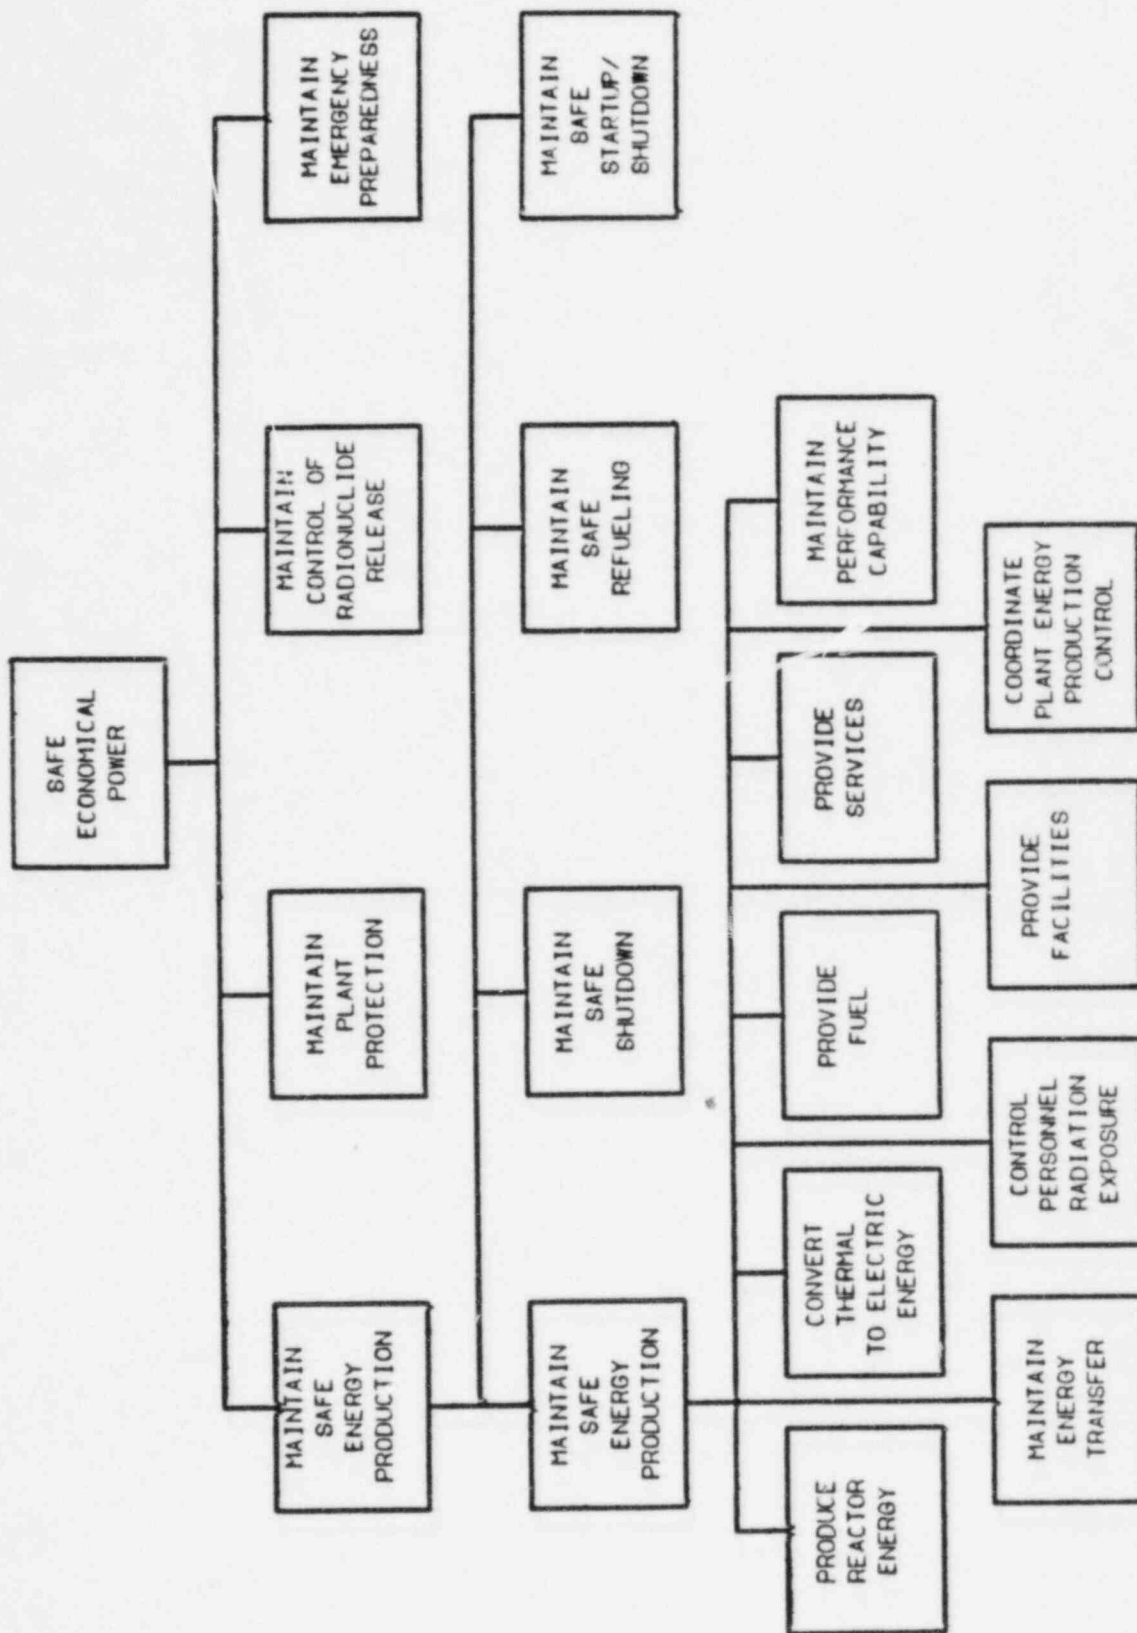 SAFE
ECONOMICAL
POWER
MAINTAIN
SAFE
ENERGY
PRODUCTION
MAINTAIN
PLANT
PROTECTION
MAINTAIN
CONTROL OF
RADIONUCLIDE
RELEASE
MAINTAIN
EMERGENCY
PREPAREDNESS
MAINTAIN
SAFE
ENERGY
PRODUCTION
MAINTAIN
SAFE
SHUTDOWN
MAINTAIN
SAFE
REFUELING
MAINTAIN
SAFE
STARTUP/
SHUTDOWN
PRODUCE
REACTOR
ENERGY
CONVERT
THERMAL
TO ELECTRIC
ENERGY
PROVIDE
FUEL
PROVIDE
SERVICES
MAINTAIN
PERFORMANCE
CAPABILITY
MAINTAIN
ENERGY
TRANSFER
CONTROL
PERSONNEL
RADIATION
EXPOSURE
PROVIDE
FACILITIES
COORDINATE
PLANT ENERGY
PRODUCTION
CONTROL